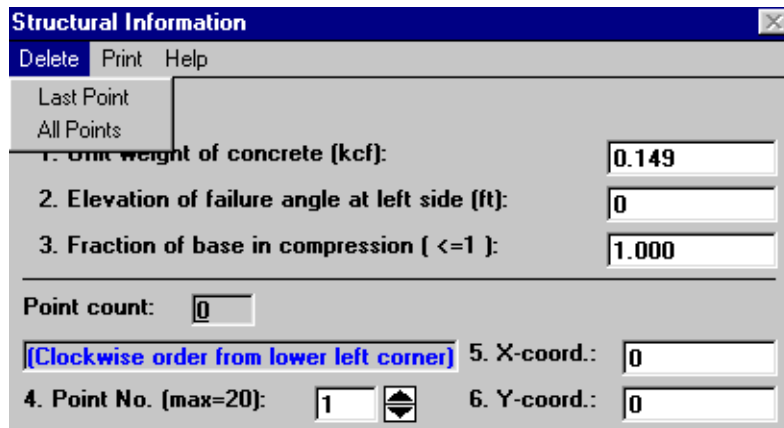 Structural Information
Delete Print Help
Last Point
All Points
1. Unit weight of concrete (kcf): 0.149
2. Elevation of failure angle at left side (ft): 0
3. Fraction of base in compression ( <=1 ): 1.000
Point count: 0
(Clockwise order from lower left corner) 5. X-coord.: 0
4. Point No. (max=20): 1 6. Y-coord.: 0